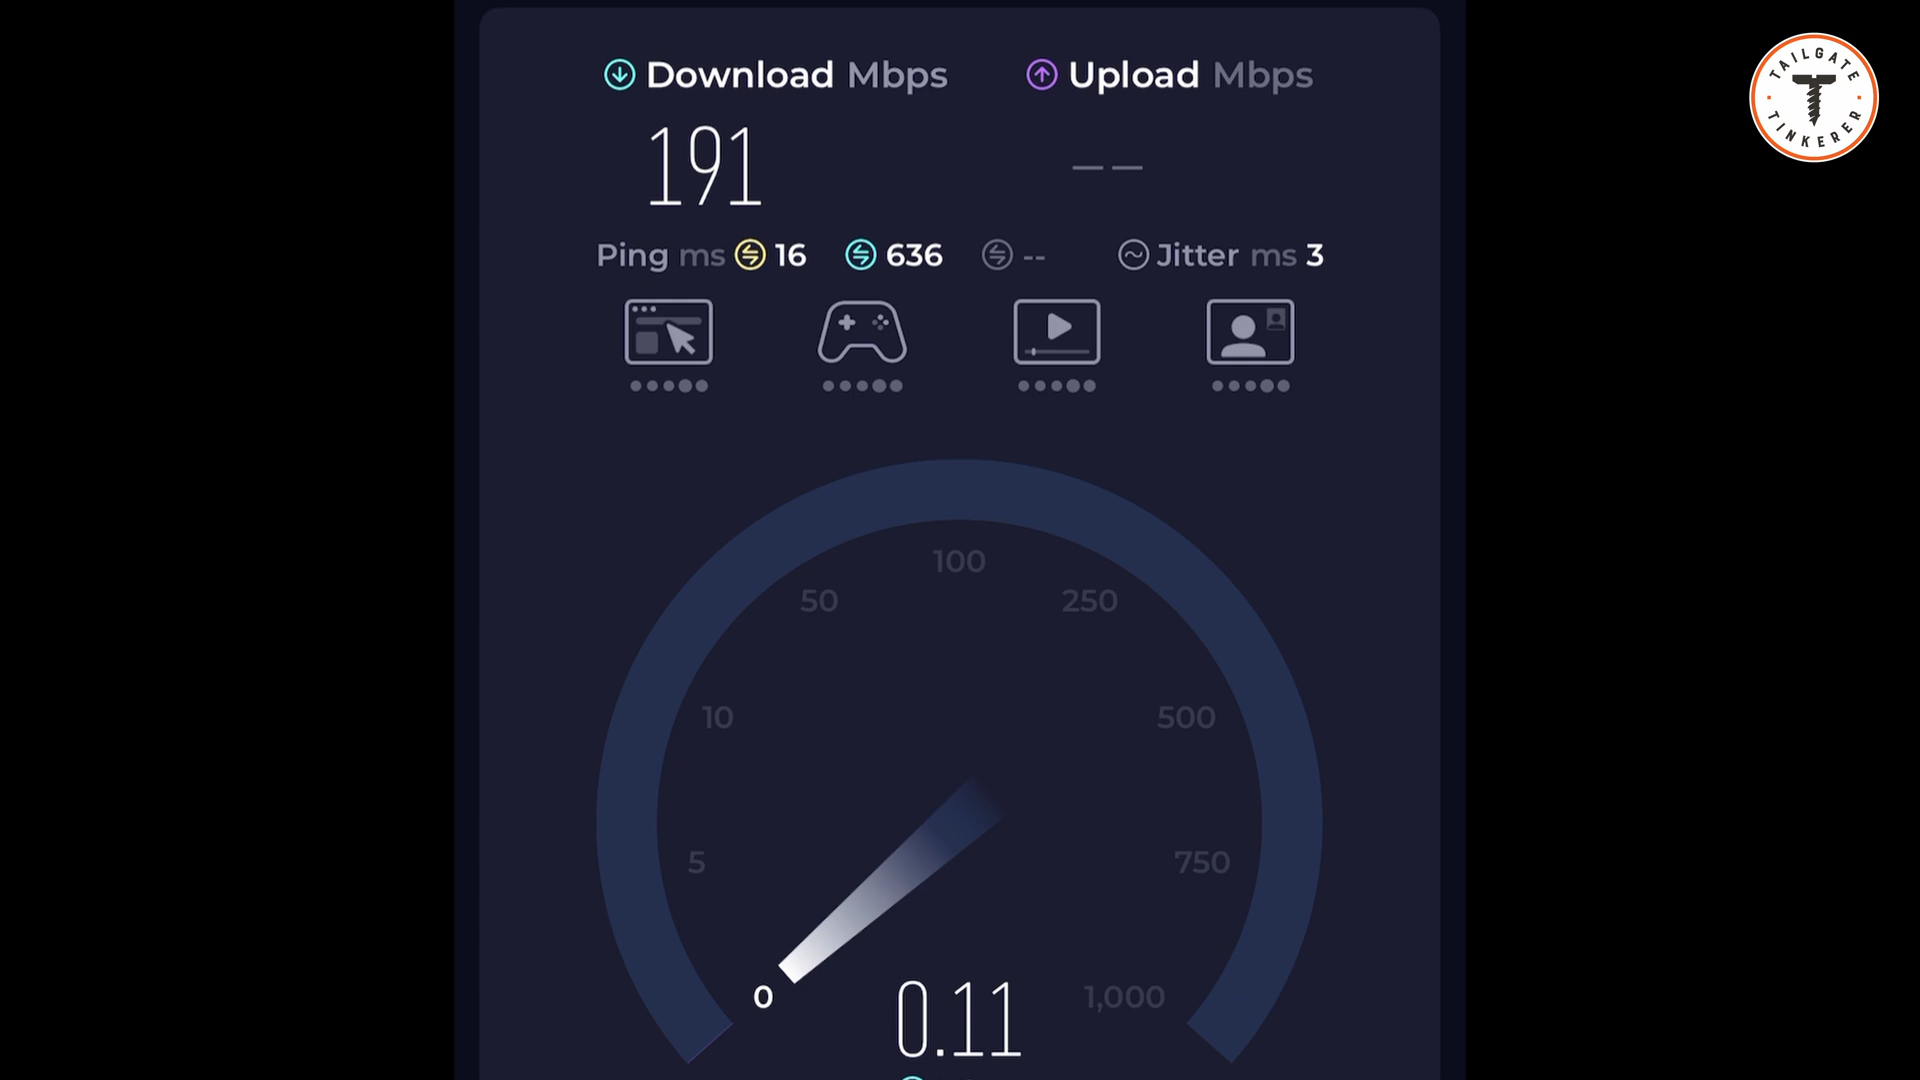 Download Mbps
Upload Mbps
191
— —
Ping ms 16 636 -- Jitter ms 3
100
50
250
10
500
5
750
0
1,000
0.11
TAILGATE
TINKERER